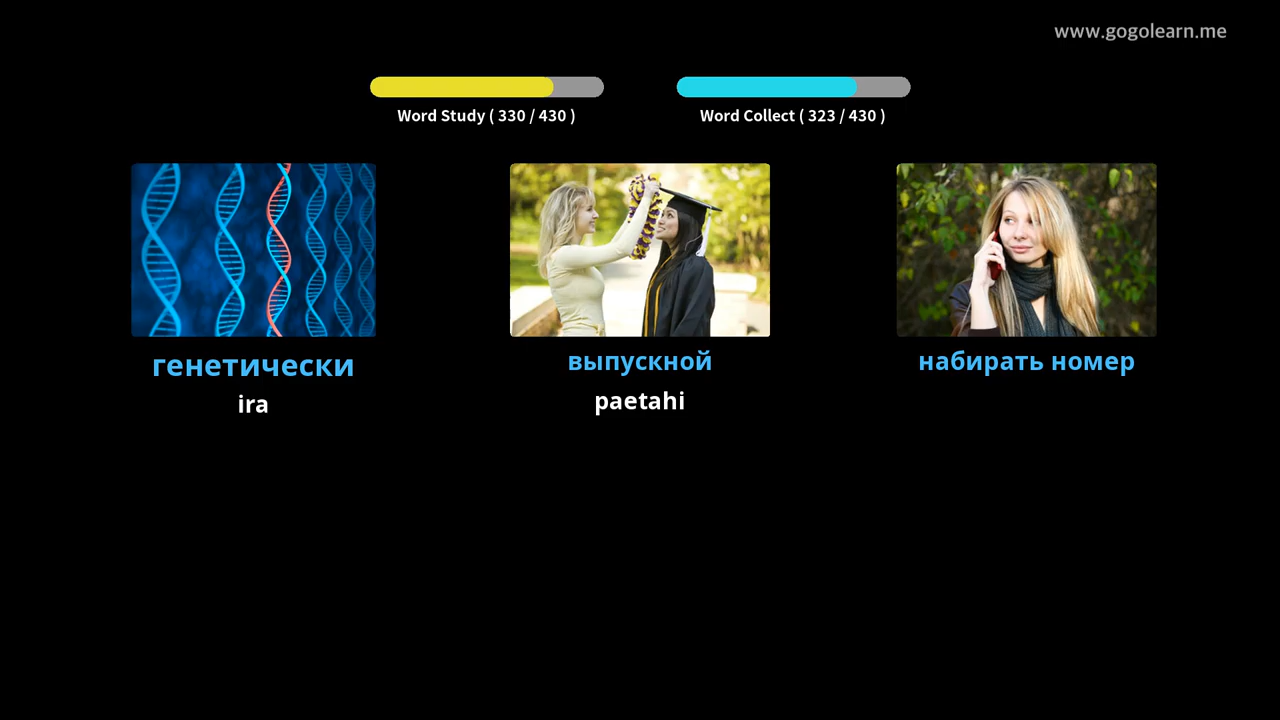 www.gogolearn.me
Word Study ( 330 / 430 )
Word Collect ( 323 / 430 )
генетически
ira
выпускной
paetahi
набирать номер